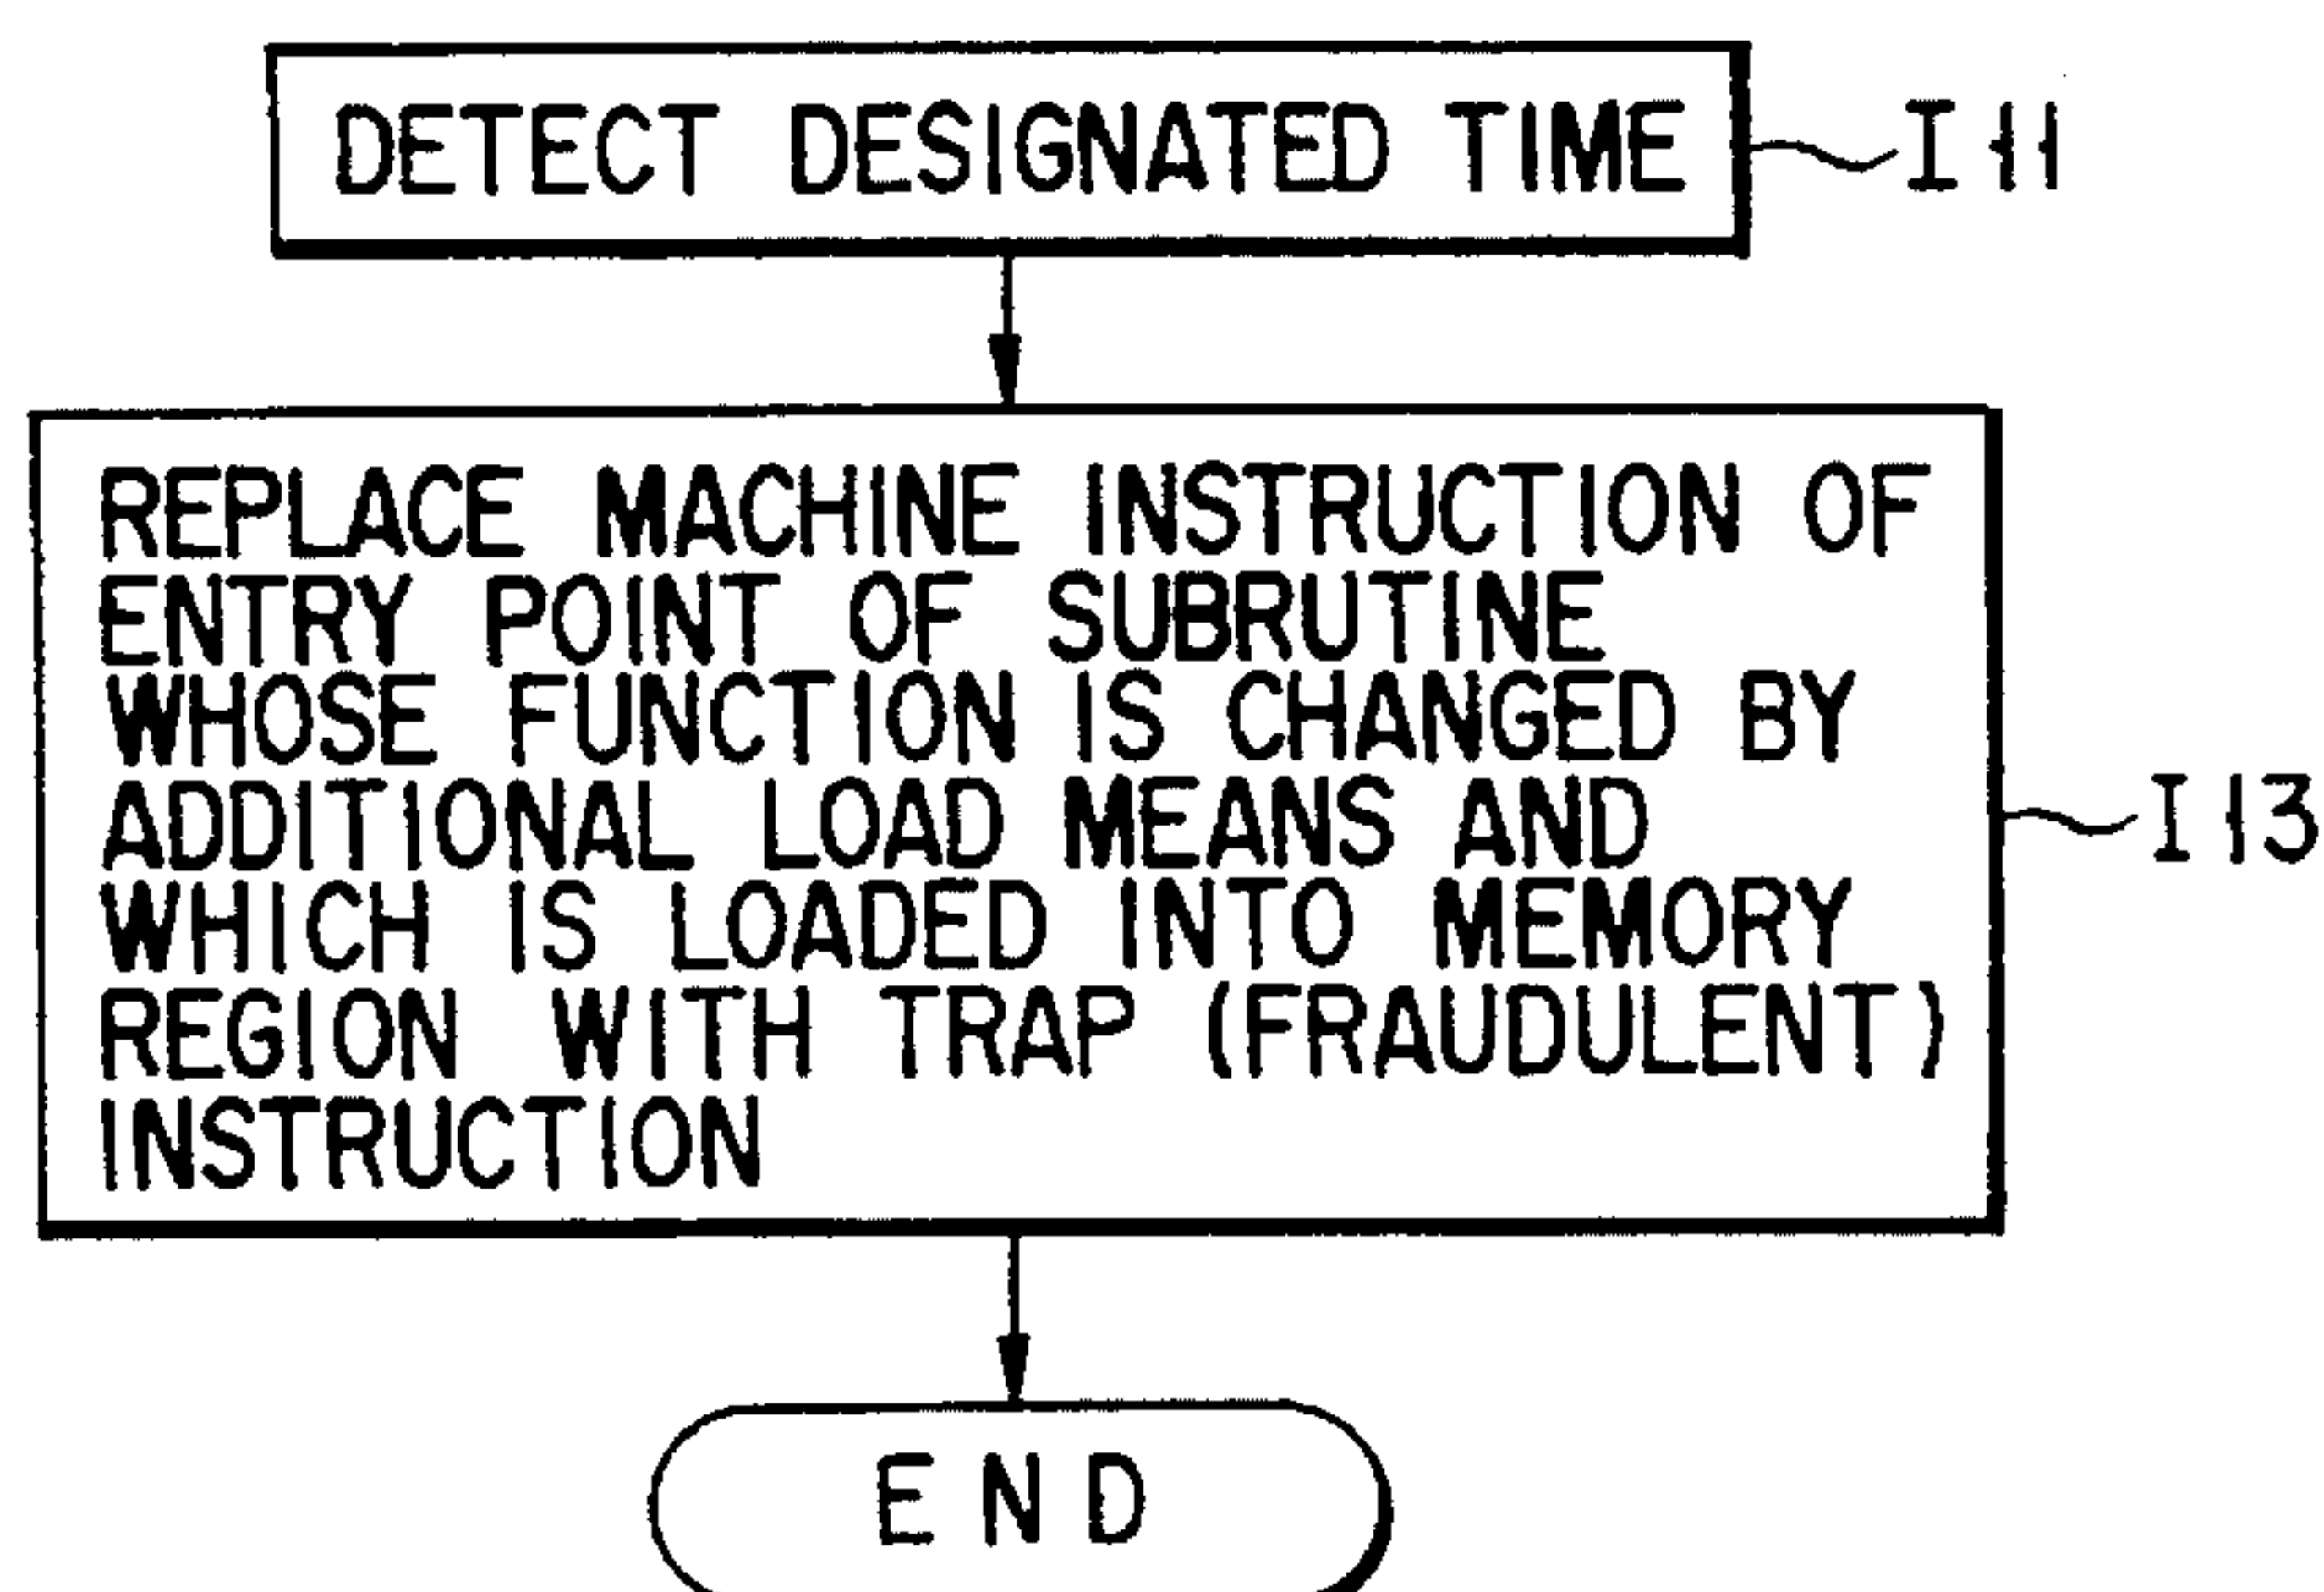 DETECT DESIGNATED TIME
I11
REPLACE MACHINE INSTRUCTION OF
ENTRY POINT OF SUBRUTINE
WHOSE FUNCTION IS CHANGED BY
ADDITIONAL LOAD MEANS AND
WHICH IS LOADED INTO MEMORY
REGION WITH TRAP (FRAUDULENT)
INSTRUCTION
I13
END